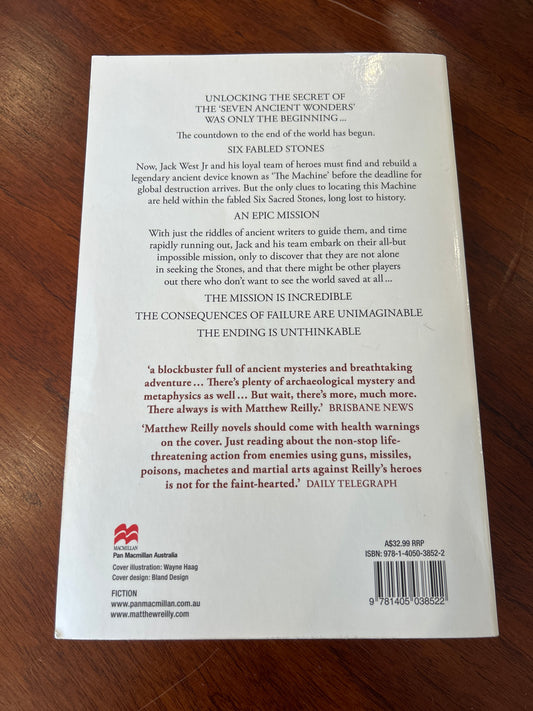 UNLOCKING THE SECRET OF
THE ‘SEVEN ANCIENT WONDERS’
WAS ONLY THE BEGINNING...
The countdown to the end of the world has begun.
SIX FABLED STONES
Now, Jack West Jr and his loyal team of heroes must find and rebuild a
legendary ancient device known as ‘The Machine’ before the deadline for
global destruction arrives. But the only clues to locating this Machine
are held within the fabled Six Sacred Stones, long lost to history.
AN EPIC MISSION
With just the riddles of ancient writers to guide them, and time
rapidly running out, Jack and his team embark on their all-but
impossible mission, only to discover that they are not alone
in seeking the Stones, and that there might be other players
out there who don’t want to see the world saved at all...
THE MISSION IS INCREDIBLE
THE CONSEQUENCES OF FAILURE ARE UNIMAGINABLE
THE ENDING IS UNTHINKABLE
‘a blockbuster full of ancient mysteries and breathtaking
adventure... There’s plenty of archaeological mystery and
metaphysics as well... But wait, there’s more, much more.
There always is with Matthew Reilly.’ BRISBANE NEWS
‘Matthew Reilly novels should come with health warnings
on the cover. Just reading about the non-stop life-
threatening action from enemies using guns, missiles,
poisons, machetes and martial arts against Reilly’s heroes
is not for the faint-hearted.’ DAILY TELEGRAPH
MACMILLAN
Pan Macmillan Australia
Cover illustration: Wayne Haag
Cover design: Bland Design
FICTION
www.panmacmillan.com.au
www.matthewreilly.com
A$32.99 RRP
ISBN: 978-1-4050-3852-2
9 781405 038522